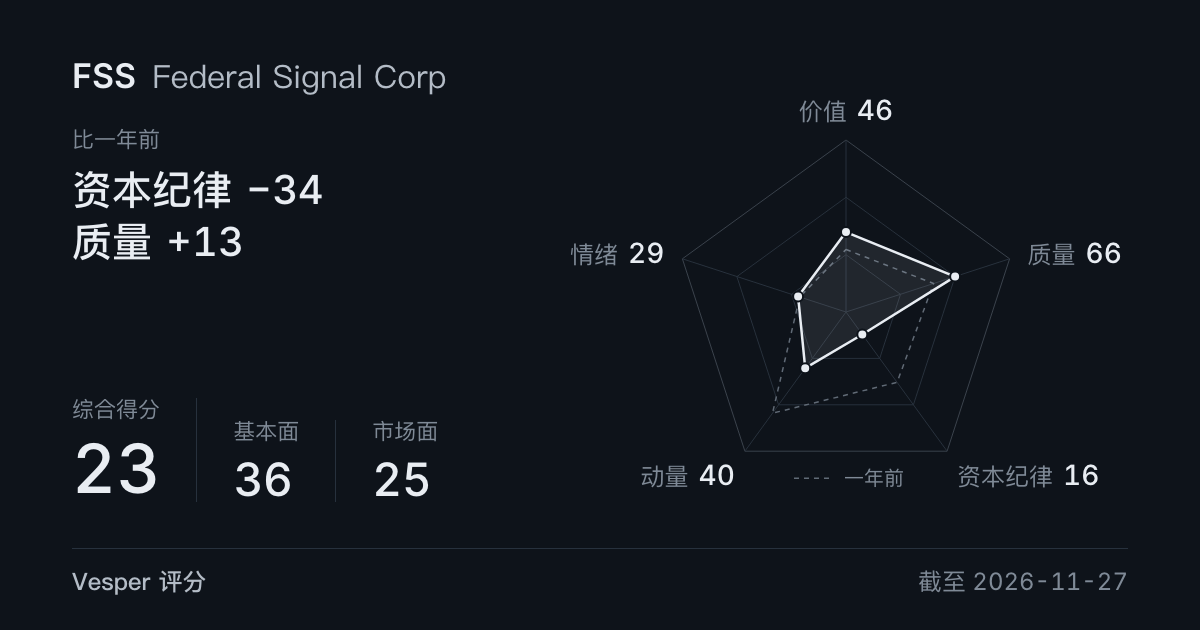 FSS Federal Signal Corp
比一年前
资本纪律 −34
质量 +13
价值 46
情绪 29
质量 66
动量 40
一年前
资本纪律 16
综合得分
23
基本面
36
市场面
25
Vesper 评分
截至 2026-11-27